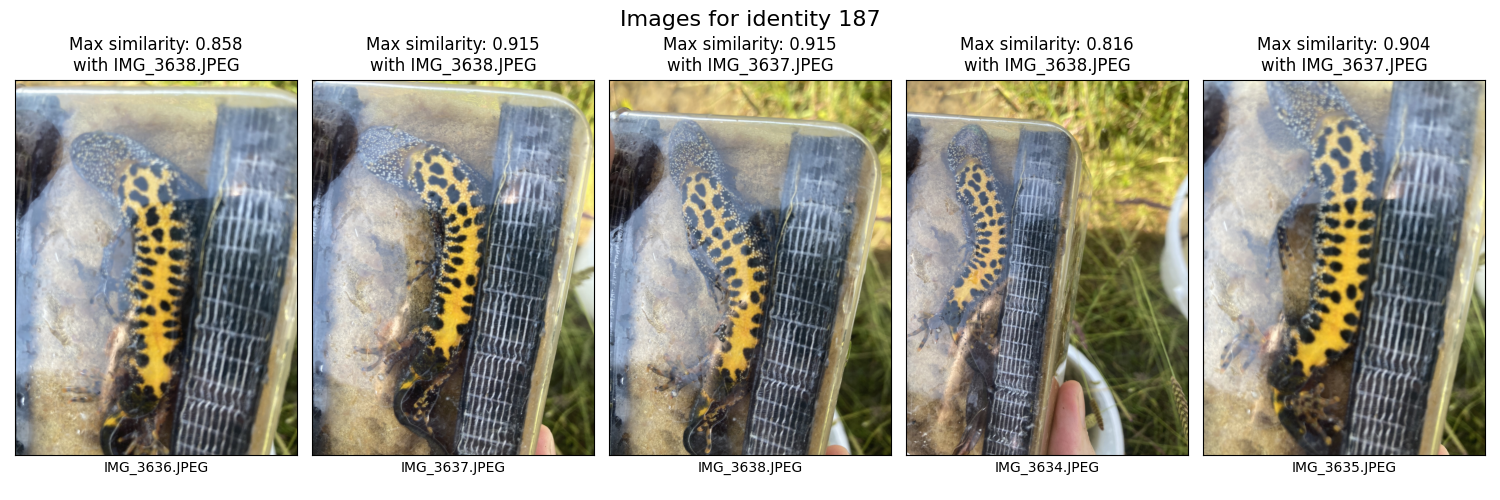 Images for identity 187
Max similarity: 0.858
with IMG_3638.JPEG
Max similarity: 0.915
with IMG_3638.JPEG
Max similarity: 0.915
with IMG_3637.JPEG
Max similarity: 0.816
with IMG_3638.JPEG
Max similarity: 0.904
with IMG_3637.JPEG
IMG_3636.JPEG
IMG_3637.JPEG
IMG_3638.JPEG
IMG_3634.JPEG
IMG_3635.JPEG